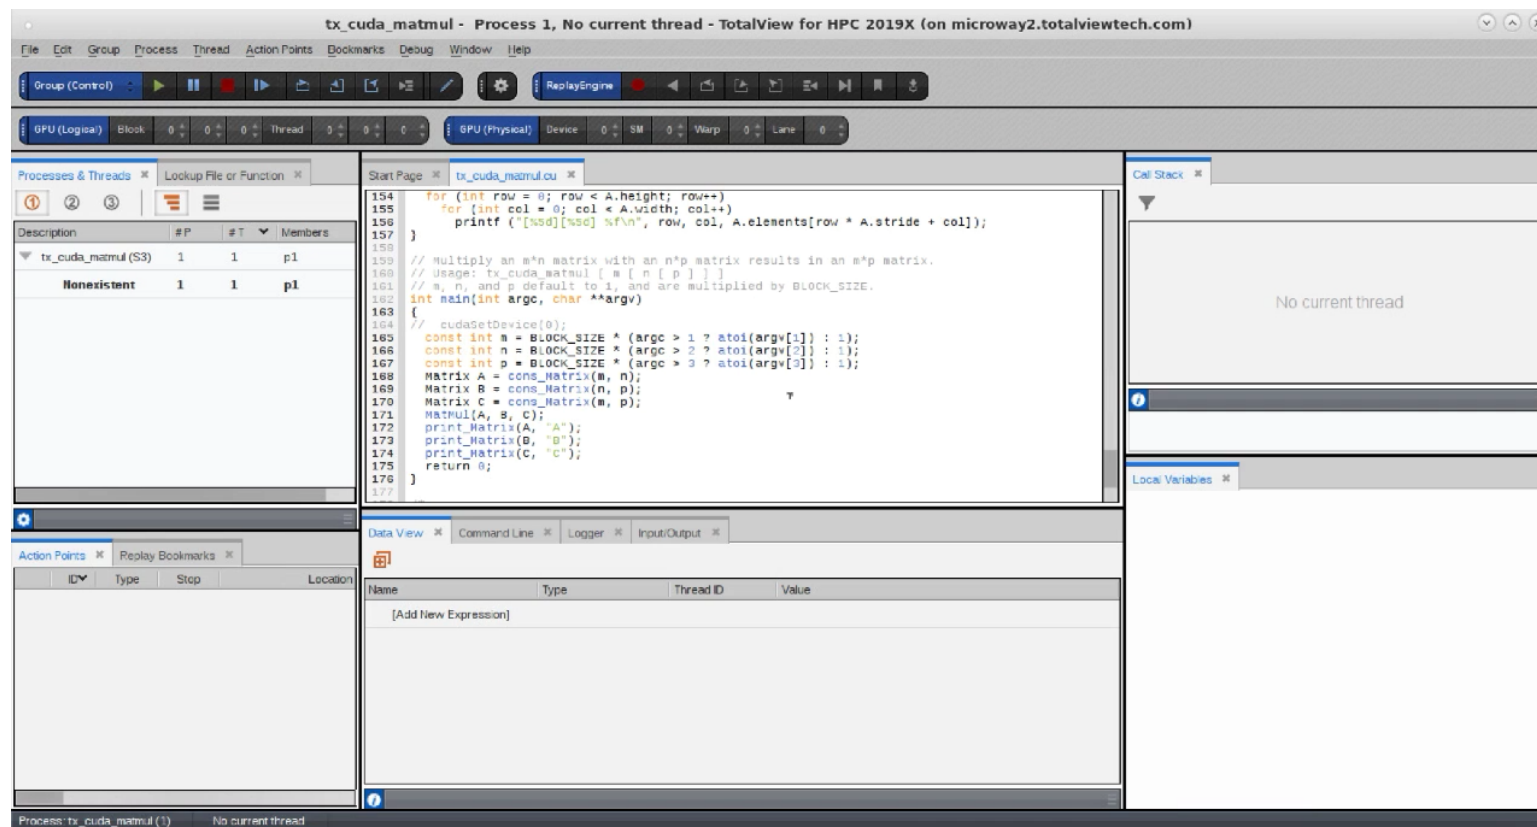 tx_cuda_matmul - Process 1, No current thread - TotalView for HPC 2019X (on microway2.totalviewtech.com)
File Edit Group Process Thread Action Points Bookmarks Debug Window Help
Group (Control) ReplayEngine
GPU (Logical) Block 0 0 0 Thread 0 0 0 GPU (Physical) Device 0 SM 0 Warp 0 Lane 0
Processes & Threads Lookup File or Function
1 2 3
Description #P #T Members
tx_cuda_matmul (S3) 1 1 p1
Nonexistent 1 1 p1
Start Page tx_cuda_matmul.cu
154 for (int row = 0; row < A.height; row++)
155 for (int col = 0; col < A.width; col++)
156 printf ("[%5d][%5d] %f\n", row, col, A.elements[row * A.stride + col]);
157 }
158
159 // Multiply an m*n matrix with an n*p matrix results in an m*p matrix.
160 // Usage: tx_cuda_matmul [ m [ n [ p ] ] ]
161 // m, n, and p default to 1, and are multiplied by BLOCK_SIZE.
162 int main(int argc, char **argv)
163 {
164 // cudaSetDevice(0);
165 const int m = BLOCK_SIZE * (argc > 1 ? atoi(argv[1]) : 1);
166 const int n = BLOCK_SIZE * (argc > 2 ? atoi(argv[2]) : 1);
167 const int p = BLOCK_SIZE * (argc > 3 ? atoi(argv[3]) : 1);
168 Matrix A = cons_Matrix(m, n);
169 Matrix B = cons_Matrix(n, p);
170 Matrix C = cons_Matrix(m, p);
171 MatMul(A, B, C);
172 print_Matrix(A, "A");
173 print_Matrix(B, "B");
174 print_Matrix(C, "C");
175 return 0;
176 }
177
Call Stack
No current thread
Local Variables
Action Points Replay Bookmarks
ID Type Stop Location
Data View Command Line Logger Input/Output
Name Type Thread ID Value
[Add New Expression]
Process: tx_cuda_matmul (1) No current thread